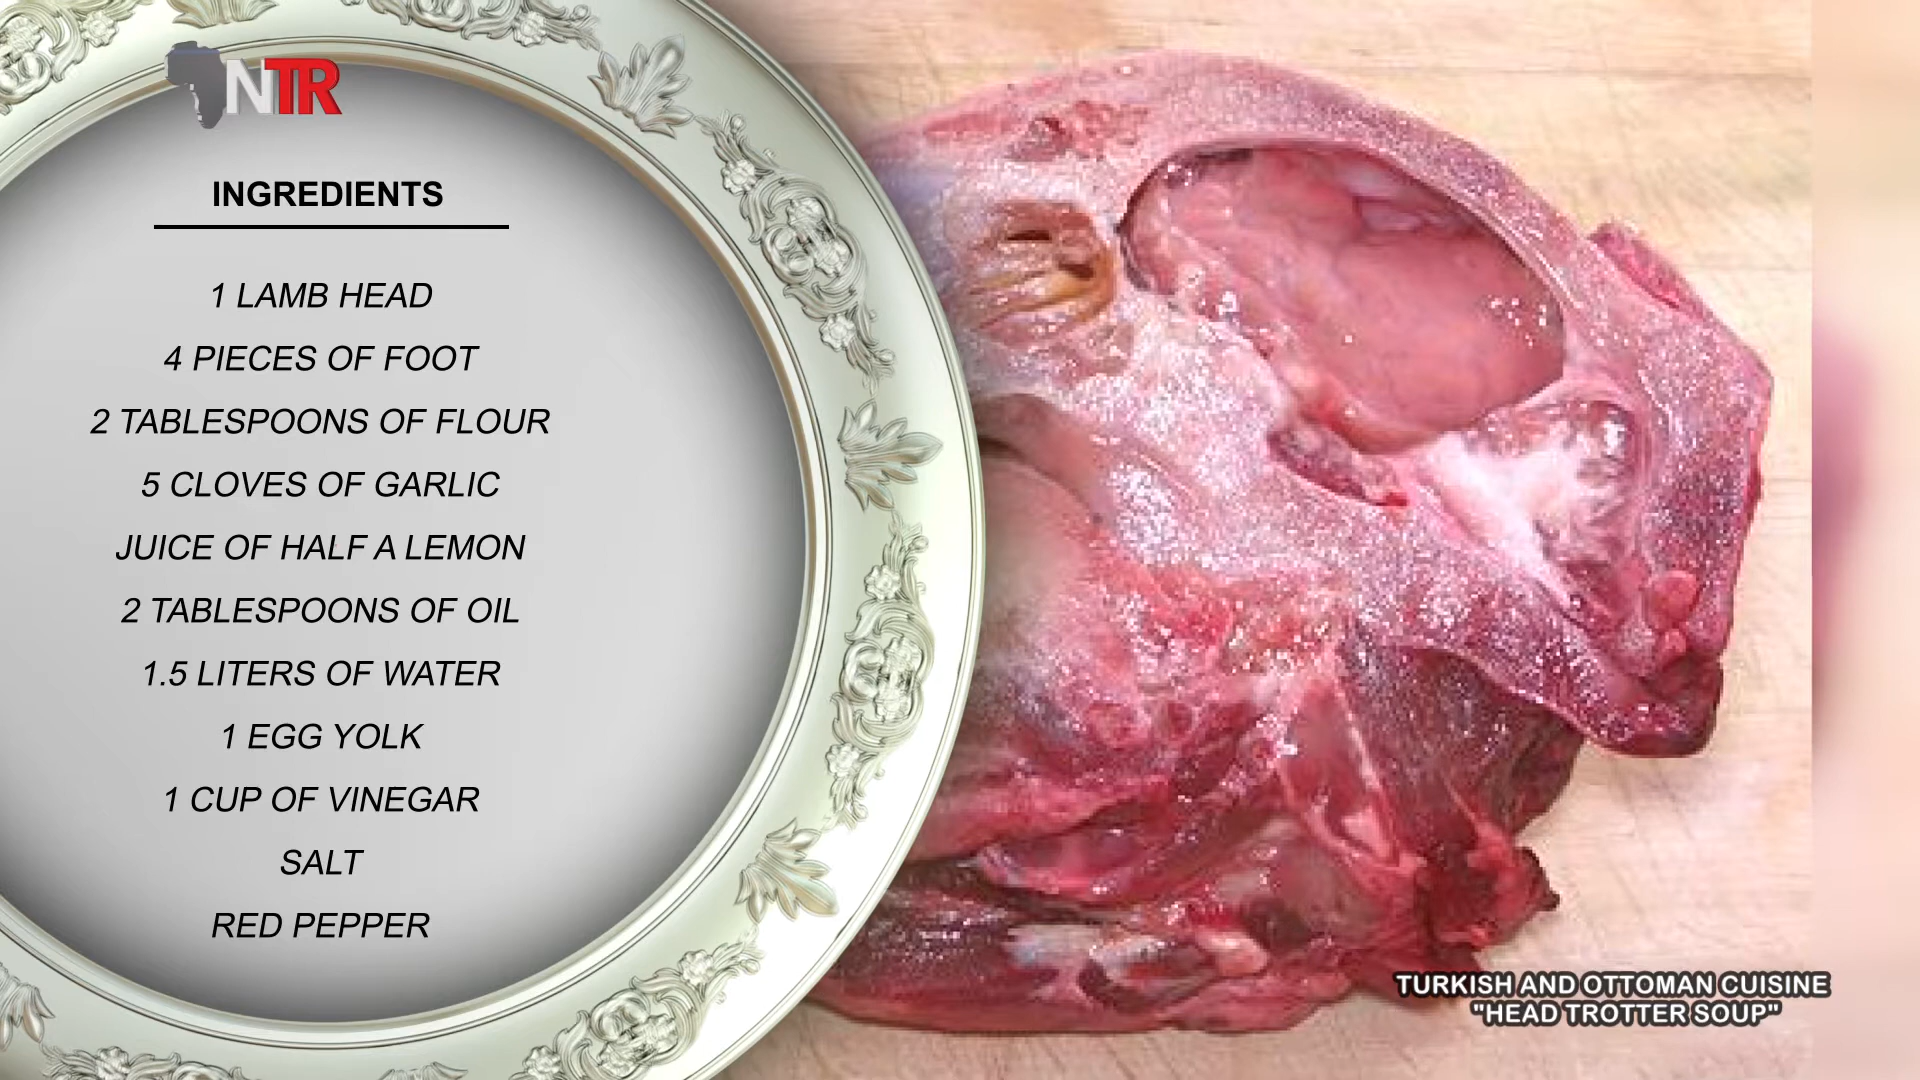 NTR
INGREDIENTS
1 LAMB HEAD
4 PIECES OF FOOT
2 TABLESPOONS OF FLOUR
5 CLOVES OF GARLIC
JUICE OF HALF A LEMON
2 TABLESPOONS OF OIL
1.5 LITERS OF WATER
1 EGG YOLK
1 CUP OF VINEGAR
SALT
RED PEPPER
TURKISH AND OTTOMAN CUISINE
"HEAD TROTTER SOUP"